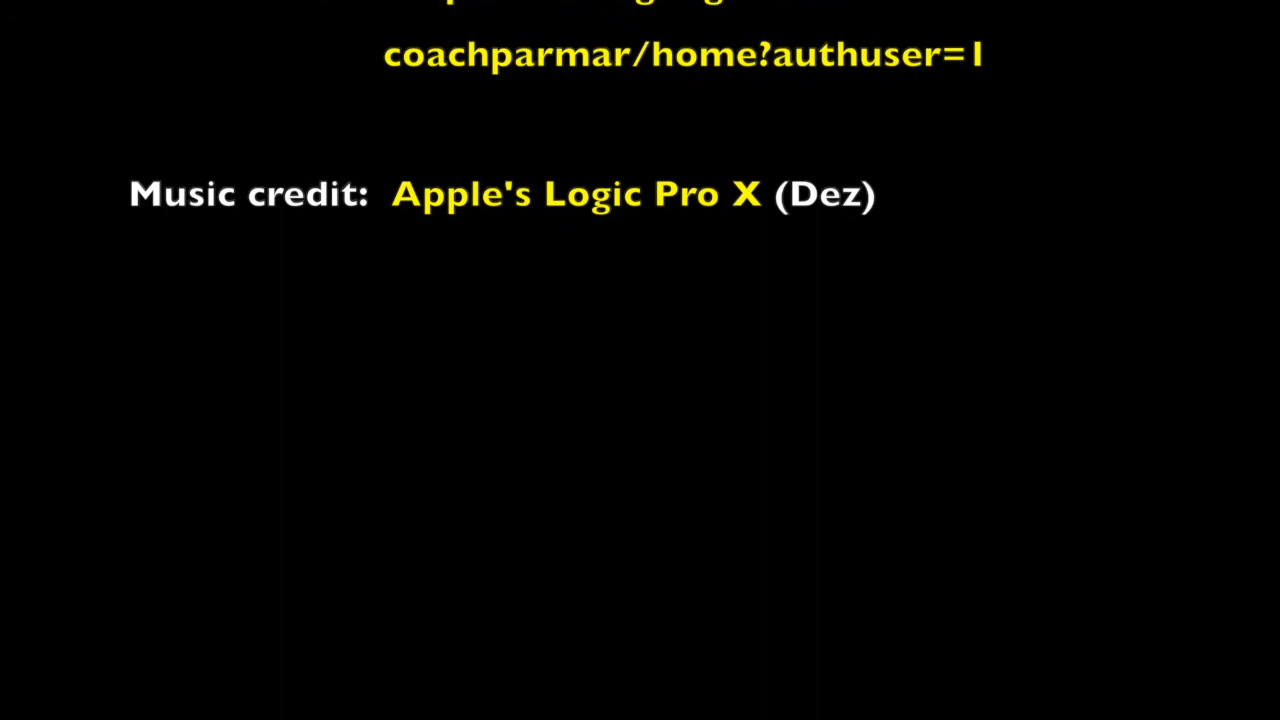 coachparmar/home?authuser=1
Music credit: Apple's Logic Pro X (Dez)